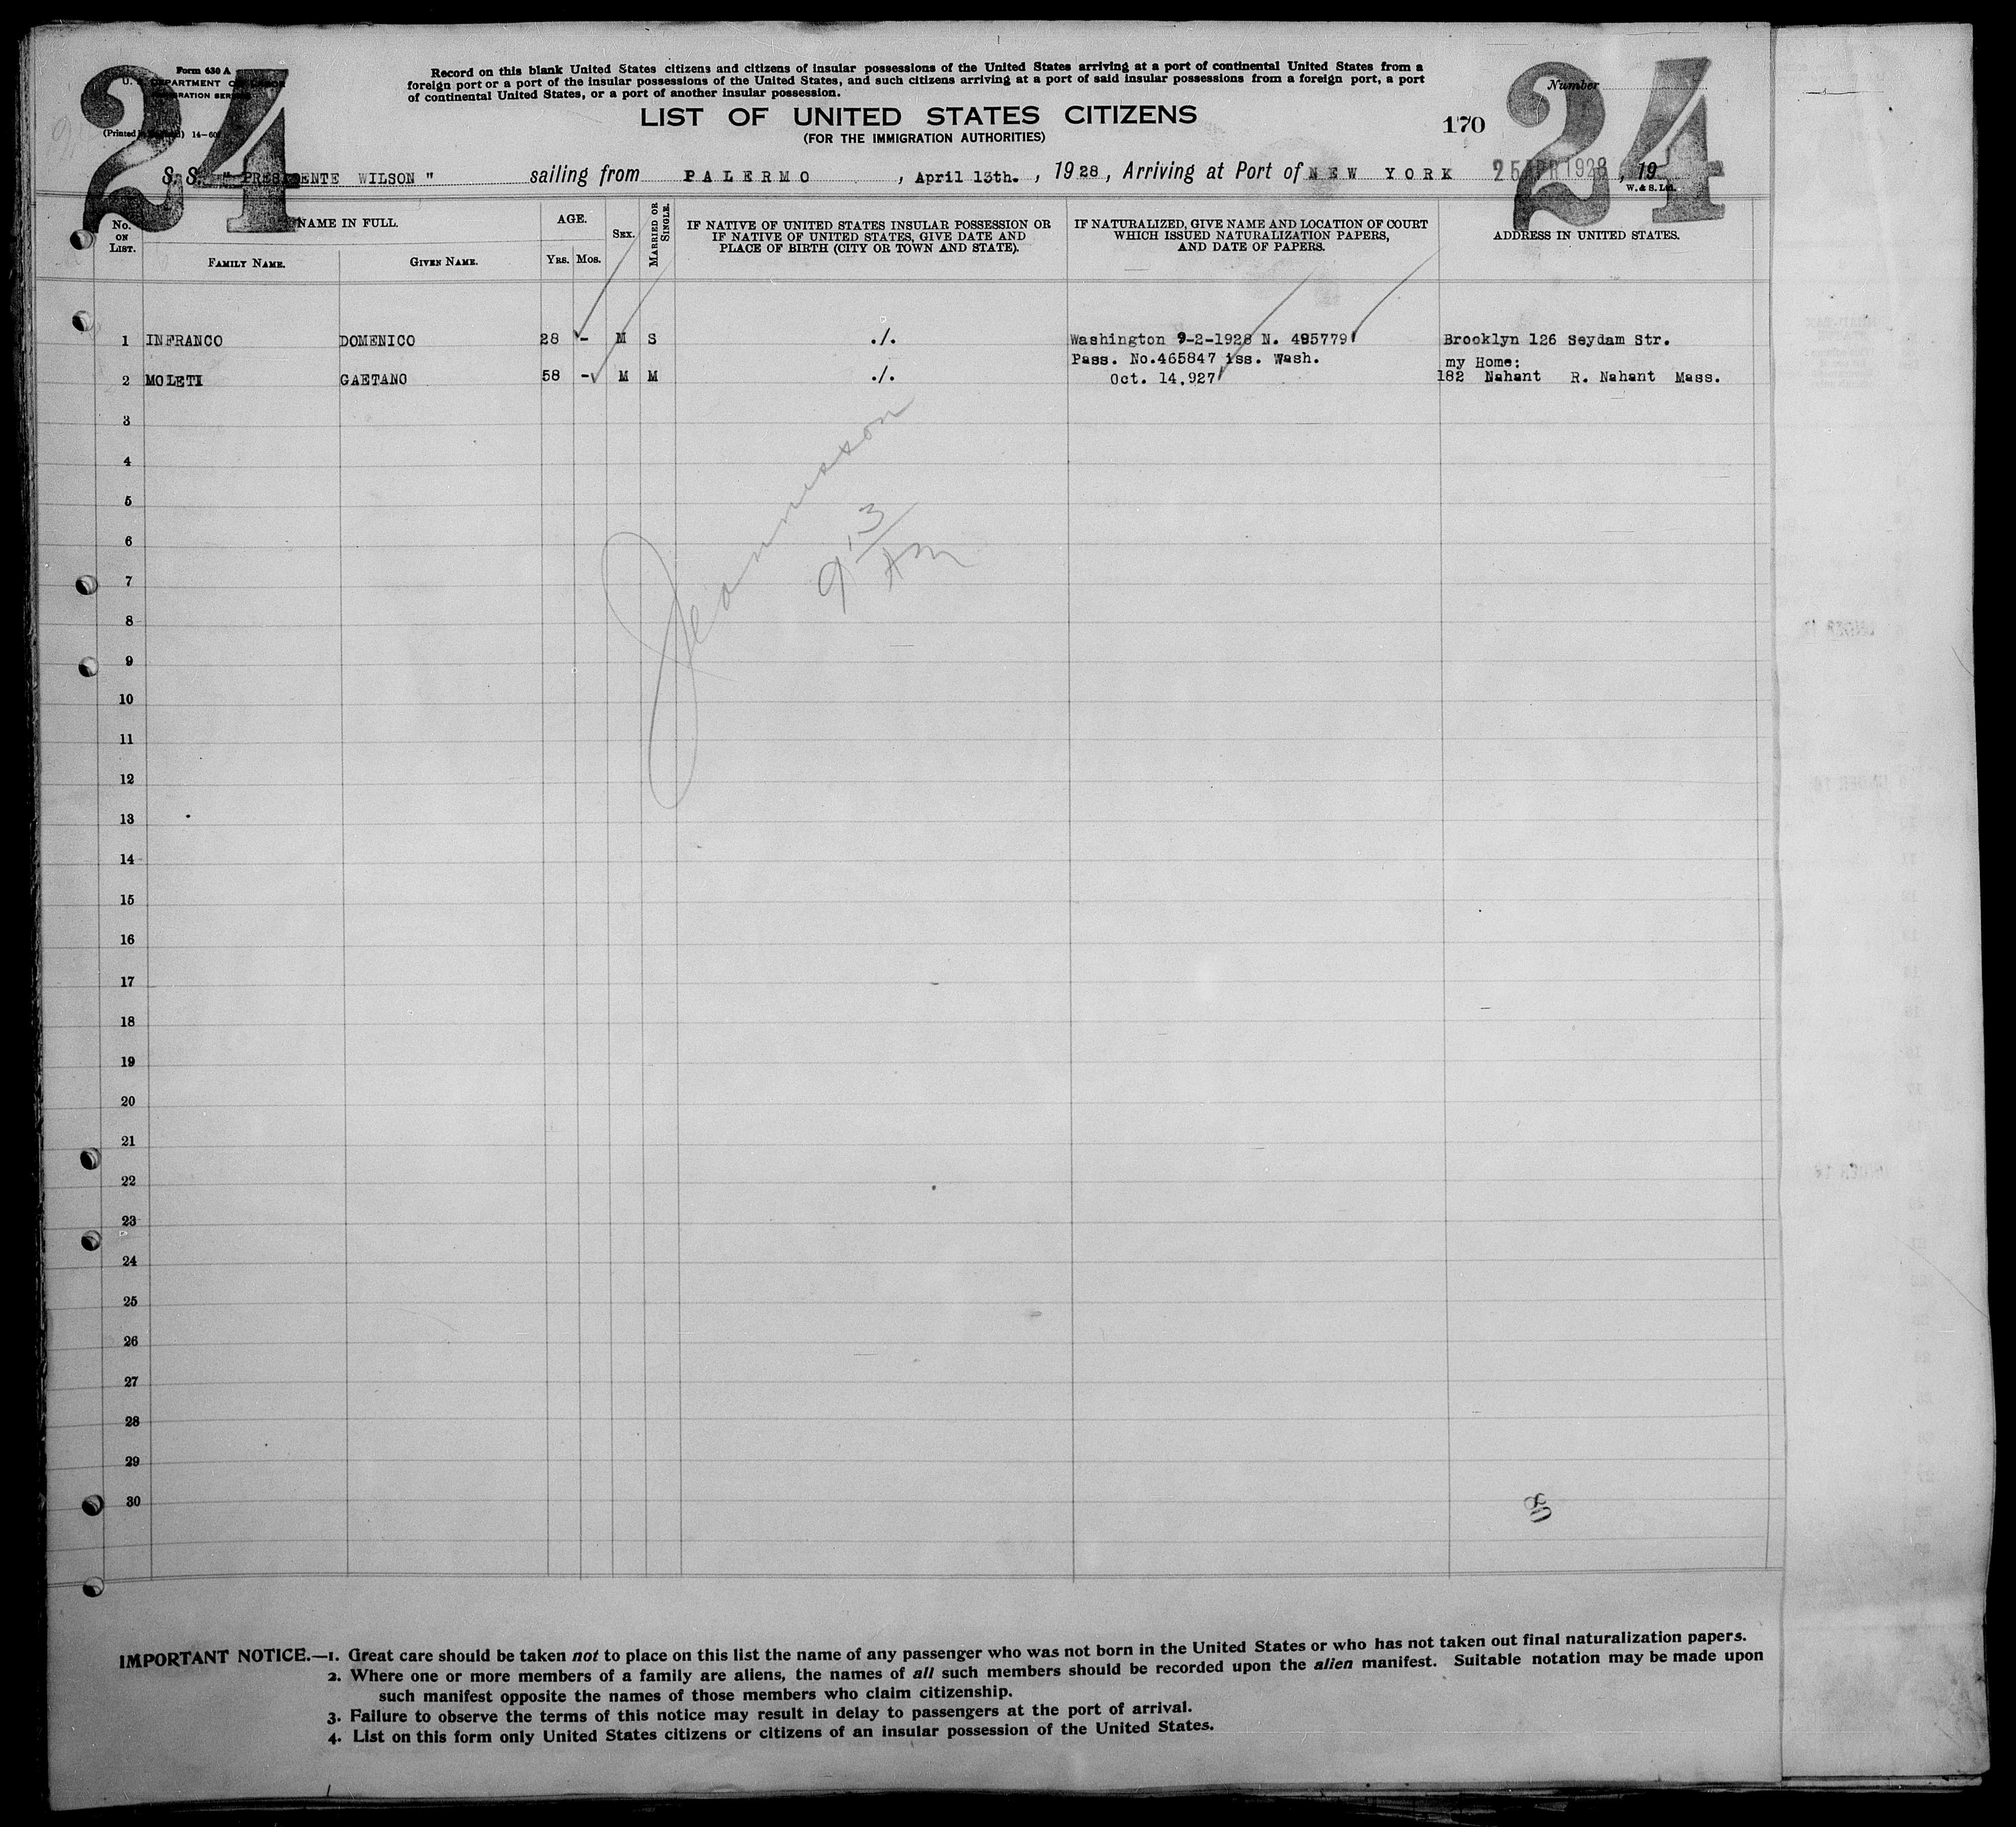 24
Form 630 A
U. S. DEPARTMENT OF LABOR
IMMIGRATION SERVICE
(Printed in 14-60
Record on this blank United States citizens and citizens of insular possessions of the United States arriving at a port of continental United States from a
foreign port or a port of the insular possessions of the United States, and such citizens arriving at a port of said insular possessions from a foreign port, a port
of continental United States, or a port of another insular possession.
LIST OF UNITED STATES CITIZENS
(FOR THE IMMIGRATION AUTHORITIES)
170
Number
24
S. S. " PRESIDENTE WILSON " sailing from PALERMO, April 13th., 1928, Arriving at Port of NEW YORK 25 APR 1928, 19
W. & S. Ltd.
No. ON LIST.
NAME IN FULL.
FAMILY NAME.
GIVEN NAME.
AGE.
YRS. MOS.
SEX.
MARRIED OR SINGLE.
IF NATIVE OF UNITED STATES INSULAR POSSESSION OR
IF NATIVE OF UNITED STATES, GIVE DATE AND
PLACE OF BIRTH (CITY OR TOWN AND STATE).
IF NATURALIZED, GIVE NAME AND LOCATION OF COURT
WHICH ISSUED NATURALIZATION PAPERS,
AND DATE OF PAPERS.
ADDRESS IN UNITED STATES.
1 INFRANCO DOMENICO 28 - M S ./. Washington 9-2-1928 N. 495779 Brooklyn 126 Seydam Str.
Pass. No.465847 iss. Wash. my Home:
2 MOLETI GAETANO 58 - M M ./. Oct. 14,927 182 Nahant R. Nahant Mass.
3
4
5
6
7
8
9
10
11
12
13
14
15
16
17
18
19
20
21
22
23
24
25
26
27
28
29
30
IMPORTANT NOTICE.—1. Great care should be taken not to place on this list the name of any passenger who was not born in the United States or who has not taken out final naturalization papers.
2. Where one or more members of a family are aliens, the names of all such members should be recorded upon the alien manifest. Suitable notation may be made upon
such manifest opposite the names of those members who claim citizenship.
3. Failure to observe the terms of this notice may result in delay to passengers at the port of arrival.
4. List on this form only United States citizens or citizens of an insular possession of the United States.